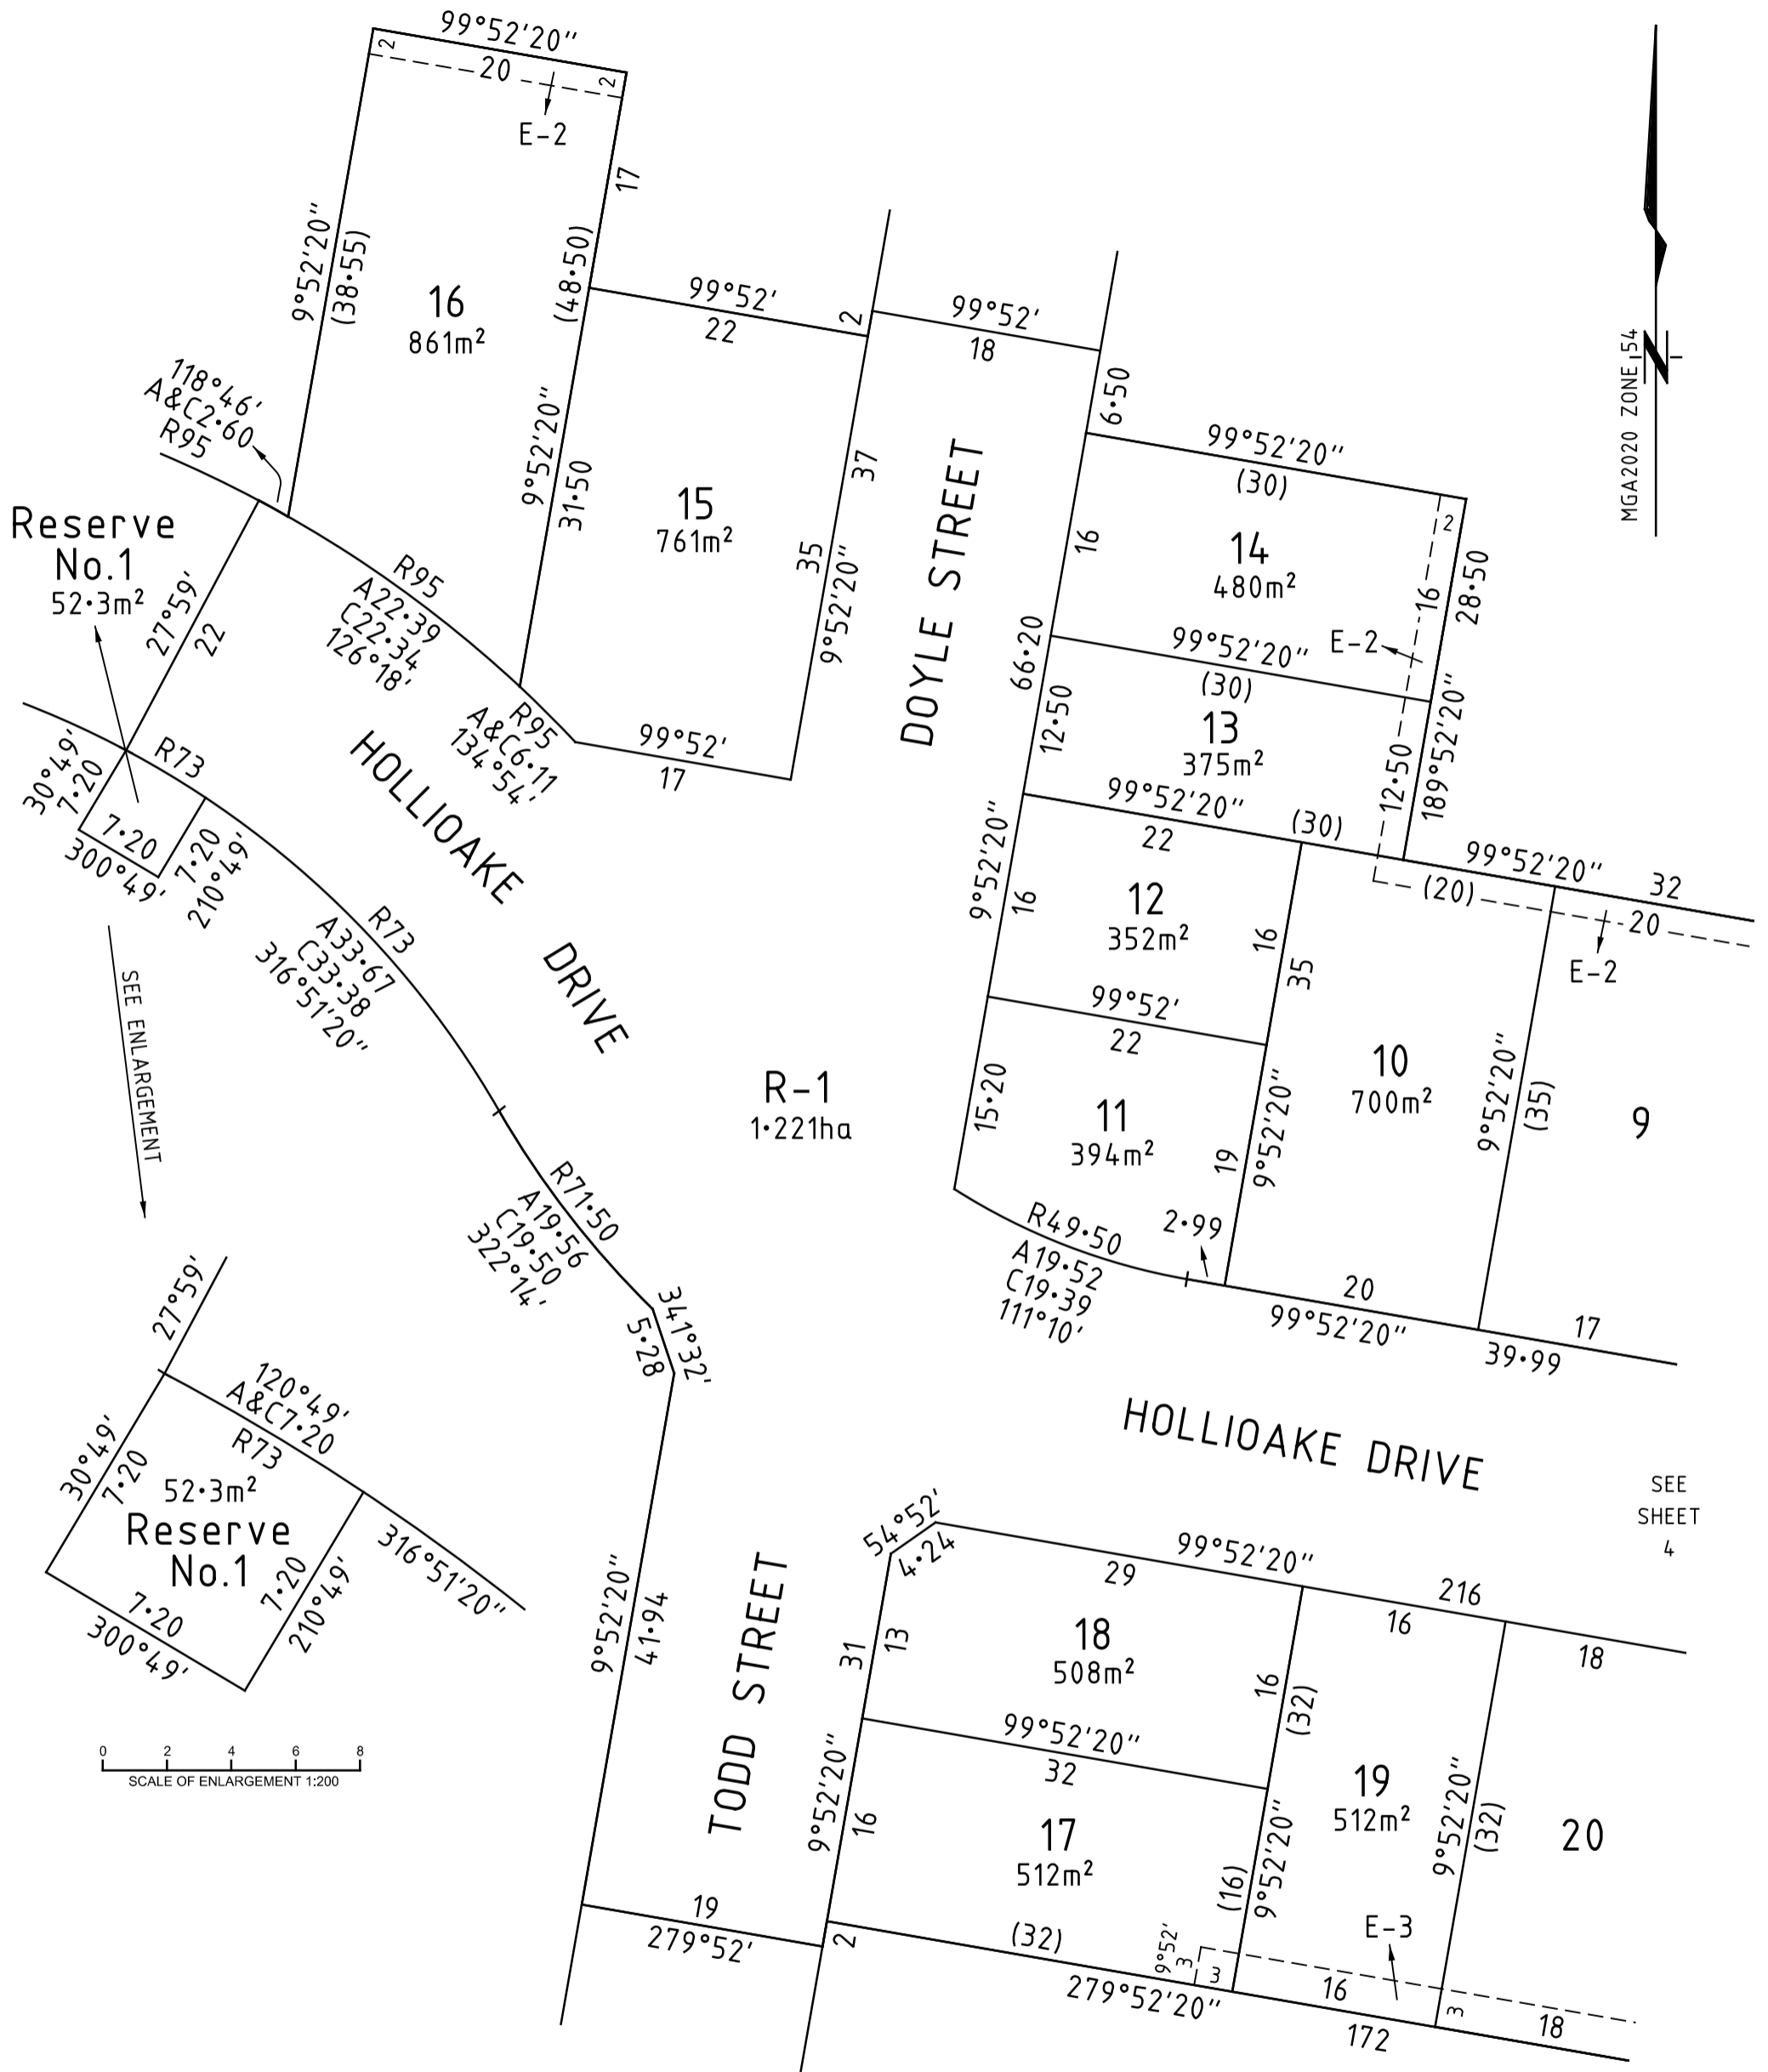 99°52'20"
2
20
2
E-2
17
9°52'20"
(38·55)
16
861m²
(48·50)
99°52'
22
2
99°52'
18
MGA2020 ZONE 54
N
118°46'
A&C2·60
R95
6·50
99°52'20"
(30)
2
14
480m²
16
16
28·50
E-2
Reserve
No.1
52·3m²
27°59'
22
R95
A22·39
C22·34
126°18'
9°52'20"
31·50
15
761m²
37
35
9°52'20"
DOYLE STREET
66·20
99°52'20"
(30)
12·50
13
375m²
12·50
189°52'20"
R95
A&C6·11
134°54'
99°52'
17
30°49'
7·20
R73
7·20
300°49'
7·20
210°49'
HOLLIOAKE DRIVE
R73
A33·67
C33·38
316°51'20"
99°52'20"
22
(30)
99°52'20"
32
(20)
20
E-2
9°52'20"
16
12
352m²
16
35
99°52'
22
10
700m²
9°52'20"
(35)
9
SEE ENLARGEMENT
R-1
1·221ha
15·20
11
394m²
19
9°52'20"
R49·50
A19·52
C19·39
111°10'
2·99
20
99°52'20"
17
39·99
R71·50
A19·56
C19·50
322°14'
341°32'
5·28
HOLLIOAKE DRIVE
SEE
SHEET
4
27°59'
120°49'
A&C7·20
R73
30°49'
7·20
52·3m²
Reserve
No.1
7·20
210°49'
7·20
300°49'
316°51'20"
0 2 4 6 8
SCALE OF ENLARGEMENT 1:200
9°52'20"
41·94
TODD STREET
54°52'
4·24
99°52'20"
29
216
16
18
31
13
18
508m²
16
(32)
99°52'20"
32
9°52'20"
16
17
512m²
(16)
9°52'20"
19
512m²
9°52'20"
(32)
20
19
279°52'
2
(32)
9°52'
3
3
279°52'20"
E-3
16
3
18
172